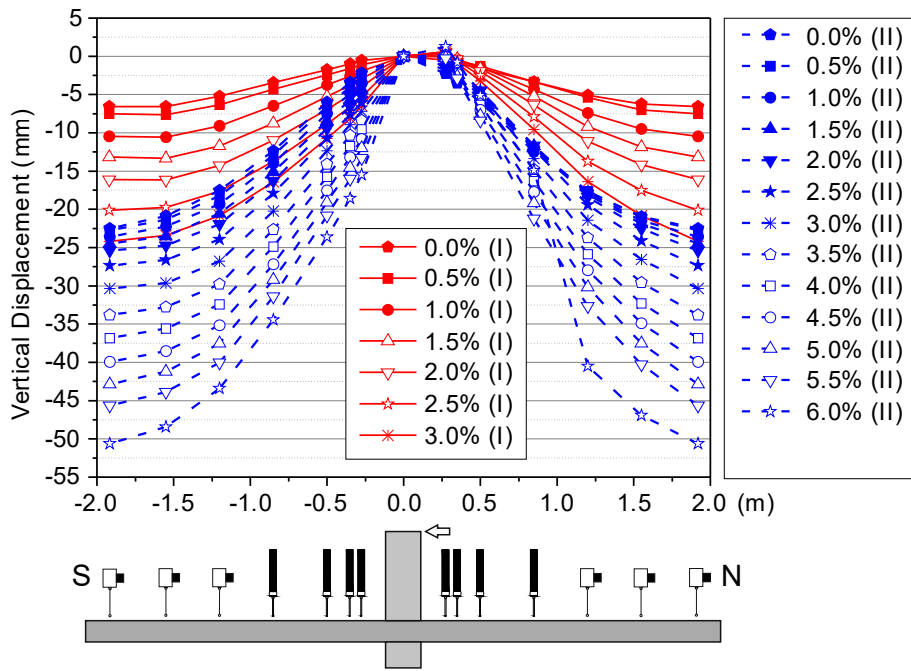 Vertical Displacement (mm)
5
0
-5
-10
-15
-20
-25
-30
-35
-40
-45
-50
-55
-2.0 -1.5 -1.0 -0.5 0.0 0.5 1.0 1.5 2.0 (m)
0.0% (I)
0.5% (I)
1.0% (I)
1.5% (I)
2.0% (I)
2.5% (I)
3.0% (I)
0.0% (II)
0.5% (II)
1.0% (II)
1.5% (II)
2.0% (II)
2.5% (II)
3.0% (II)
3.5% (II)
4.0% (II)
4.5% (II)
5.0% (II)
5.5% (II)
6.0% (II)
S N